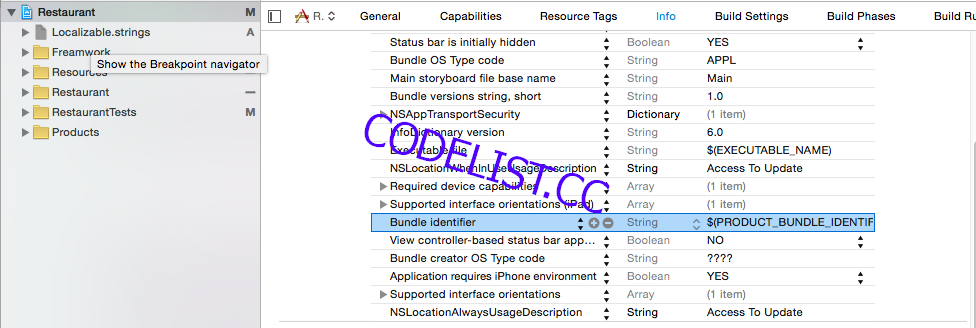 Restaurant M
Localizable.strings A
Freamwork
Show the Breakpoint navigator
Resources
Restaurant
RestaurantTests M
Products
R. General Capabilities Resource Tags Info Build Settings Build Phases Build Ru
Status bar is initially hidden Boolean YES
Bundle OS Type code String APPL
Main storyboard file base name String Main
Bundle versions string, short String 1.0
NSAppTransportSecurity Dictionary (1 item)
InfoDictionary version String 6.0
Executable file String $(EXECUTABLE_NAME)
NSLocationWhenInUseUsageDescription String Access To Update
Required device capabilities Array (1 item)
Supported interface orientations (iPad) Array (1 item)
Bundle identifier String $(PRODUCT_BUNDLE_IDENTIF
View controller-based status bar app... Boolean NO
Bundle creator OS Type code String ????
Application requires iPhone environment Boolean YES
Supported interface orientations Array (1 item)
NSLocationAlwaysUsageDescription String Access To Update
CODELIST.CC